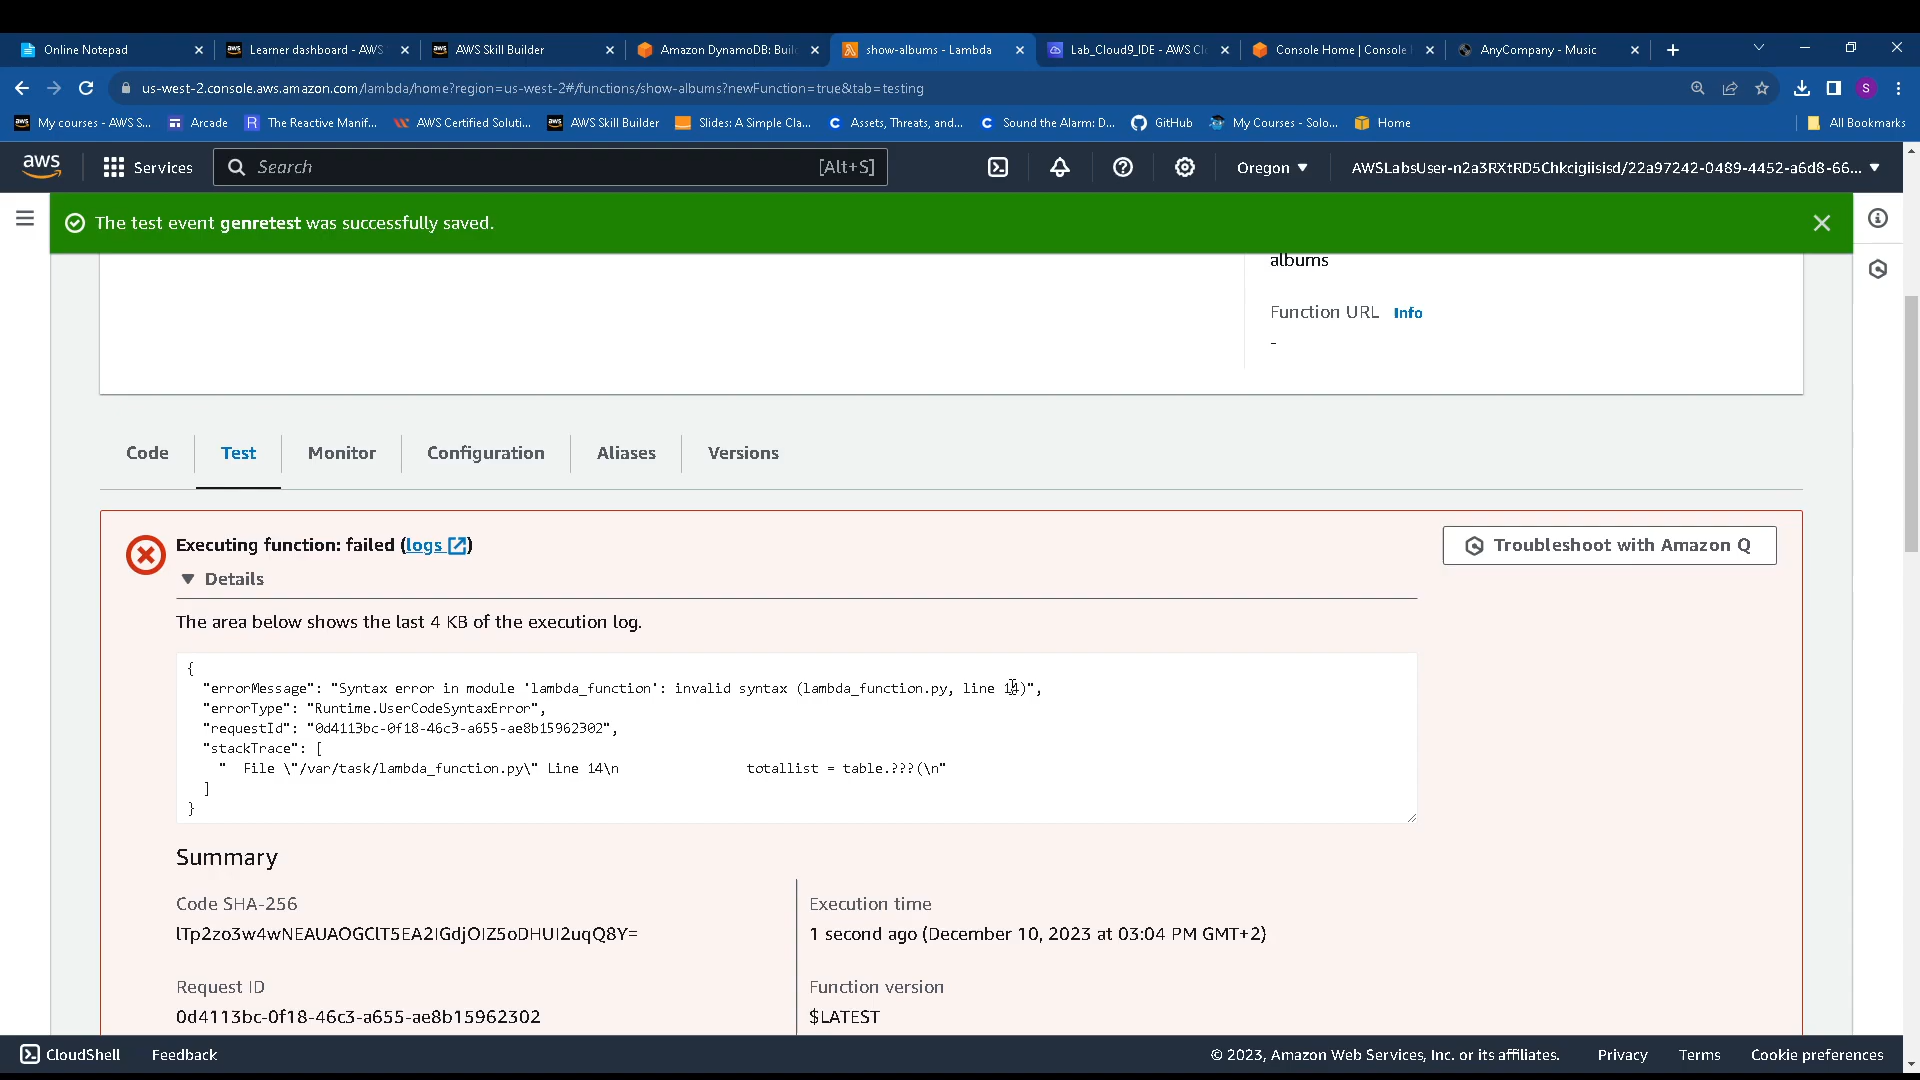 Online Notepad
Learner dashboard - AWS
AWS Skill Builder
Amazon DynamoDB: Buil
show-albums - Lambda
Lab_Cloud9_IDE - AWS Cl
Console Home | Console
AnyCompany - Music
us-west-2.console.aws.amazon.com/lambda/home?region=us-west-2#/functions/show-albums?newFunction=true&tab=testing
S
My courses - AWS S...
Arcade
The Reactive Manif...
AWS Certified Soluti...
AWS Skill Builder
Slides: A Simple Cla...
Assets, Threats, and...
Sound the Alarm: D...
GitHub
My Courses - Solo...
Home
All Bookmarks
aws
Services
Search
[Alt+S]
Oregon
AWSLabsUser-n2a3RXtRD5Chkcigiisisd/22a97242-0489-4452-a6d8-66...
The test event genretest was successfully saved.
albums
Function URL Info
-
Code
Test
Monitor
Configuration
Aliases
Versions
Executing function: failed (logs)
Troubleshoot with Amazon Q
Details
The area below shows the last 4 KB of the execution log.
{
"errorMessage": "Syntax error in module 'lambda_function': invalid syntax (lambda_function.py, line 14)",
"errorType": "Runtime.UserCodeSyntaxError",
"requestId": "0d4113bc-0f18-46c3-a655-ae8b15962302",
"stackTrace": [
" File \"/var/task/lambda_function.py\" Line 14\n totallist = table.???(\n"
]
}
Summary
Code SHA-256
lTp2zo3w4wNEAUAOGClT5EA2IGdjOIZ5oDHUI2uqQ8Y=
Execution time
1 second ago (December 10, 2023 at 03:04 PM GMT+2)
Request ID
0d4113bc-0f18-46c3-a655-ae8b15962302
Function version
$LATEST
CloudShell
Feedback
© 2023, Amazon Web Services, Inc. or its affiliates.
Privacy
Terms
Cookie preferences